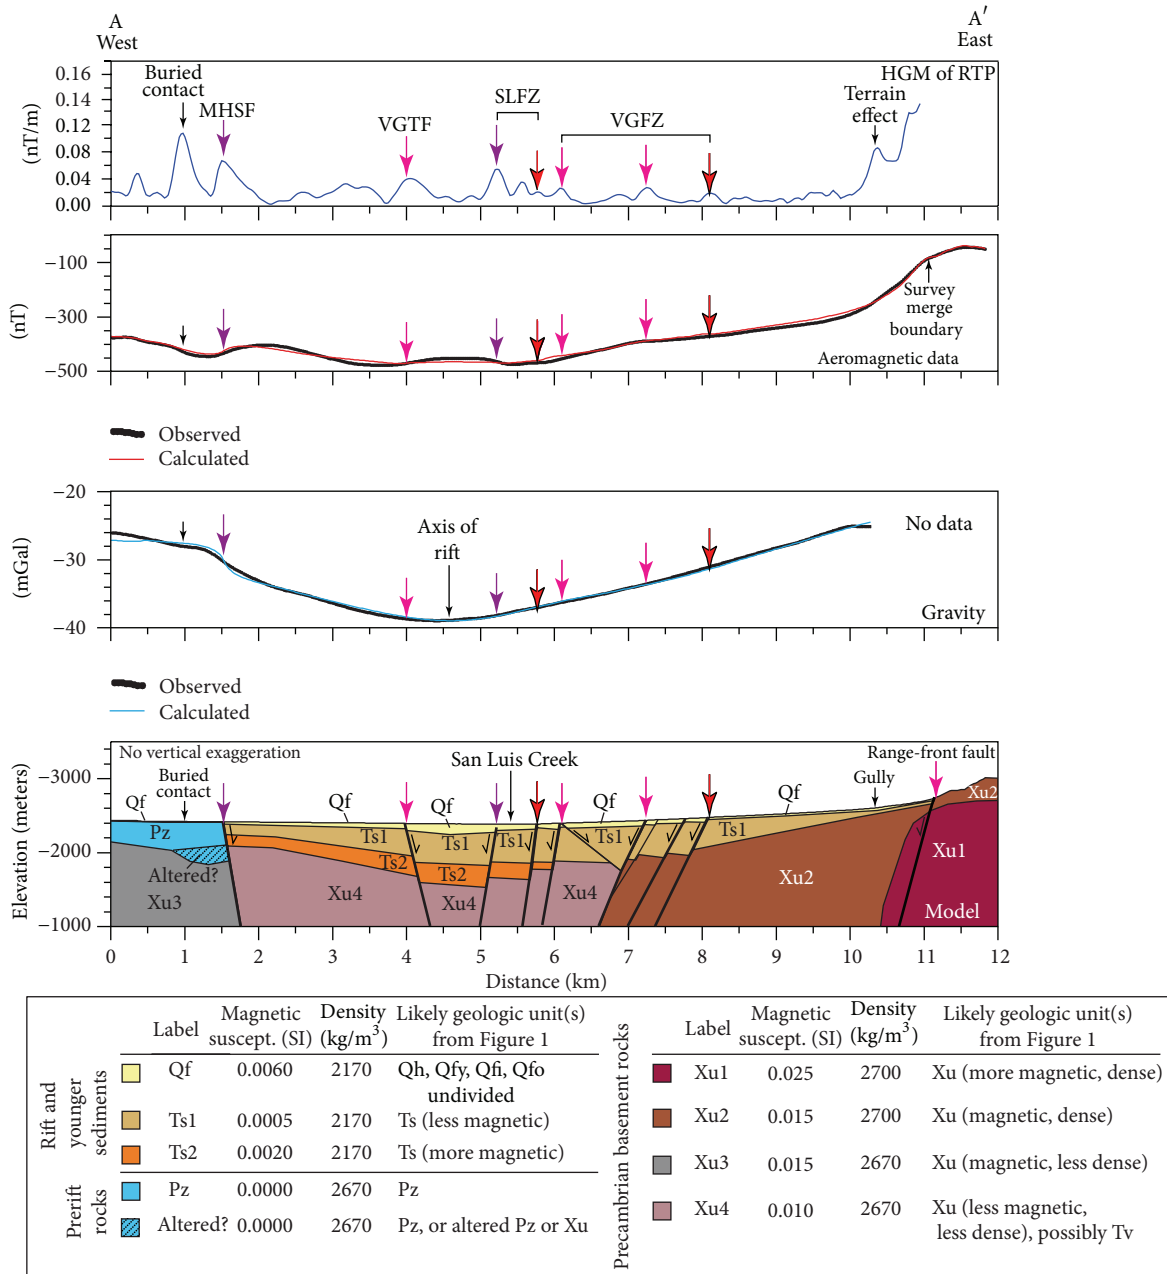 A
West
A′
East
HGM of RTP
Buried
contact
MHSF
VGTF
SLFZ
VGFZ
Terrain
effect
(nT/m)
0.16
0.14
0.12
0.08
0.04
0.00
(nT)
−100
−300
−500
Survey
merge
boundary
Aeromagnetic data
Observed
Calculated
(mGal)
−20
−30
−40
Axis of
rift
No data
Gravity
Observed
Calculated
Elevation (meters)
−3000
−2000
−1000
No vertical exaggeration
Buried
contact
San Luis Creek
Range-front fault
Gully
Qf
Qf
Qf
Qf
Qf
Pz
Ts1
Ts1
Ts1
Ts1
Ts1
Ts2
Ts2
Altered?
Xu3
Xu4
Xu4
Xu4
Xu2
Xu2
Xu1
Model
0 1 2 3 4 5 6 7 8 9 10 11 12
Distance (km)
Rift and younger sediments
Prerift rocks
Label Magnetic suscept. (SI) Density (kg/m³) Likely geologic unit(s) from Figure 1
Qf 0.0060 2170 Qh, Qfy, Qfi, Qfo undivided
Ts1 0.0005 2170 Ts (less magnetic)
Ts2 0.0020 2170 Ts (more magnetic)
Pz 0.0000 2670 Pz
Altered? 0.0000 2670 Pz, or altered Pz or Xu
Precambrian basement rocks
Label Magnetic suscept. (SI) Density (kg/m³) Likely geologic unit(s) from Figure 1
Xu1 0.025 2700 Xu (more magnetic, dense)
Xu2 0.015 2700 Xu (magnetic, dense)
Xu3 0.015 2670 Xu (magnetic, less dense)
Xu4 0.010 2670 Xu (less magnetic, less dense), possibly Tv